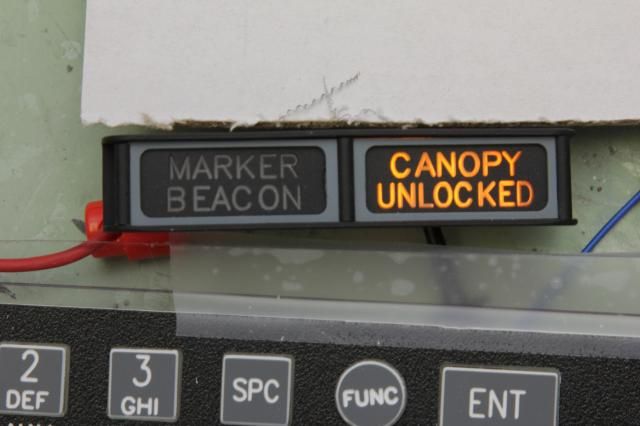 MARKER
BEACON
CANOPY
UNLOCKED
2
DEF
3
GHI
SPC
FUNC
ENT